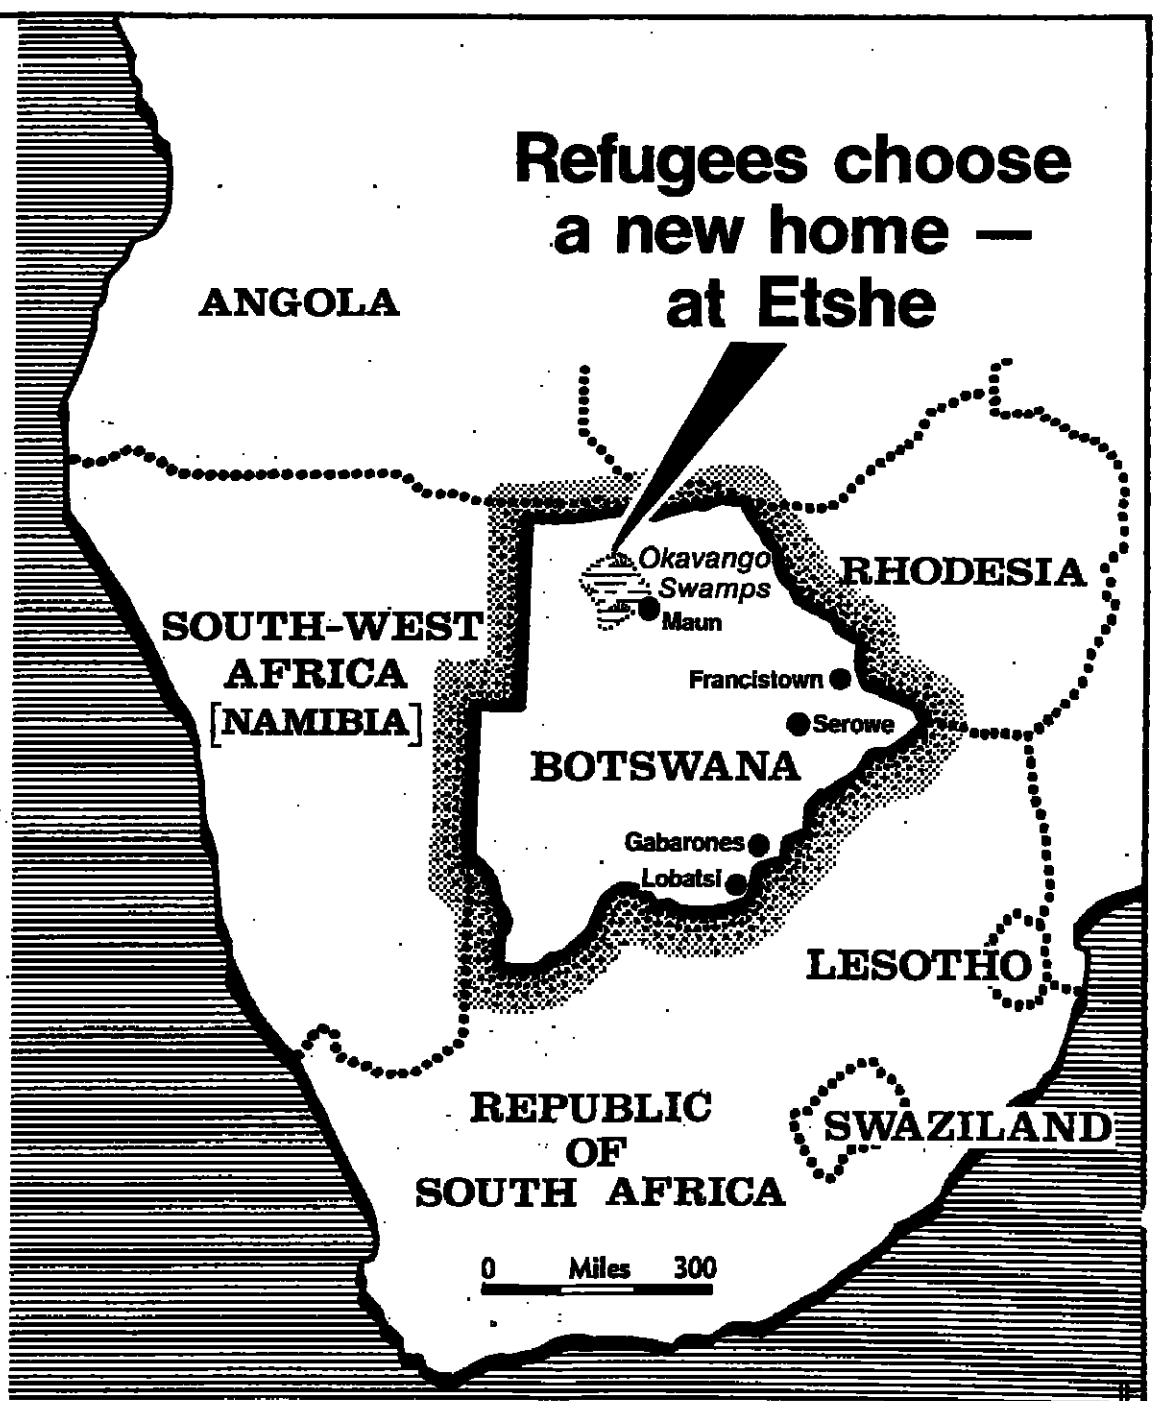 Refugees choose
a new home —
at Etshe
ANGOLA
Okavango
Swamps
Maun
RHODESIA
SOUTH-WEST
AFRICA
[NAMIBIA]
Francistown
Serowe
BOTSWANA
Gabarones
Lobatsi
LESOTHO
SWAZILAND
REPUBLIC
OF
SOUTH AFRICA
0 Miles 300